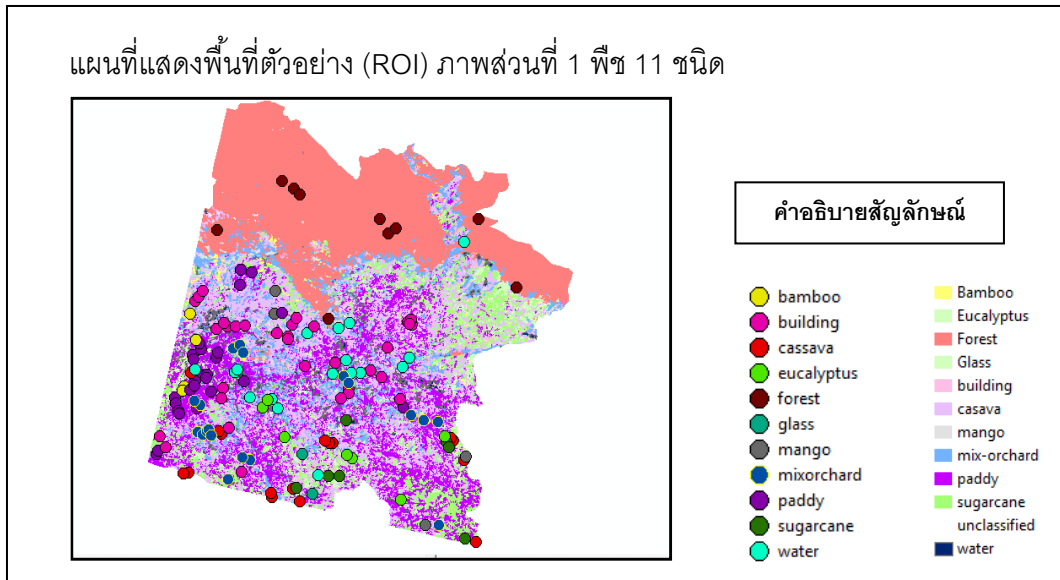 แผนที่แสดงพื้นที่ตัวอย่าง (ROI) ภาพส่วนที่ 1 พืช 11 ชนิด
คำอธิบายสัญลักษณ์
bamboo
building
cassava
eucalyptus
forest
glass
mango
mixorchard
paddy
sugarcane
water
Bamboo
Eucalyptus
Forest
Glass
building
casava
mango
mix-orchard
paddy
sugarcane
unclassified
water